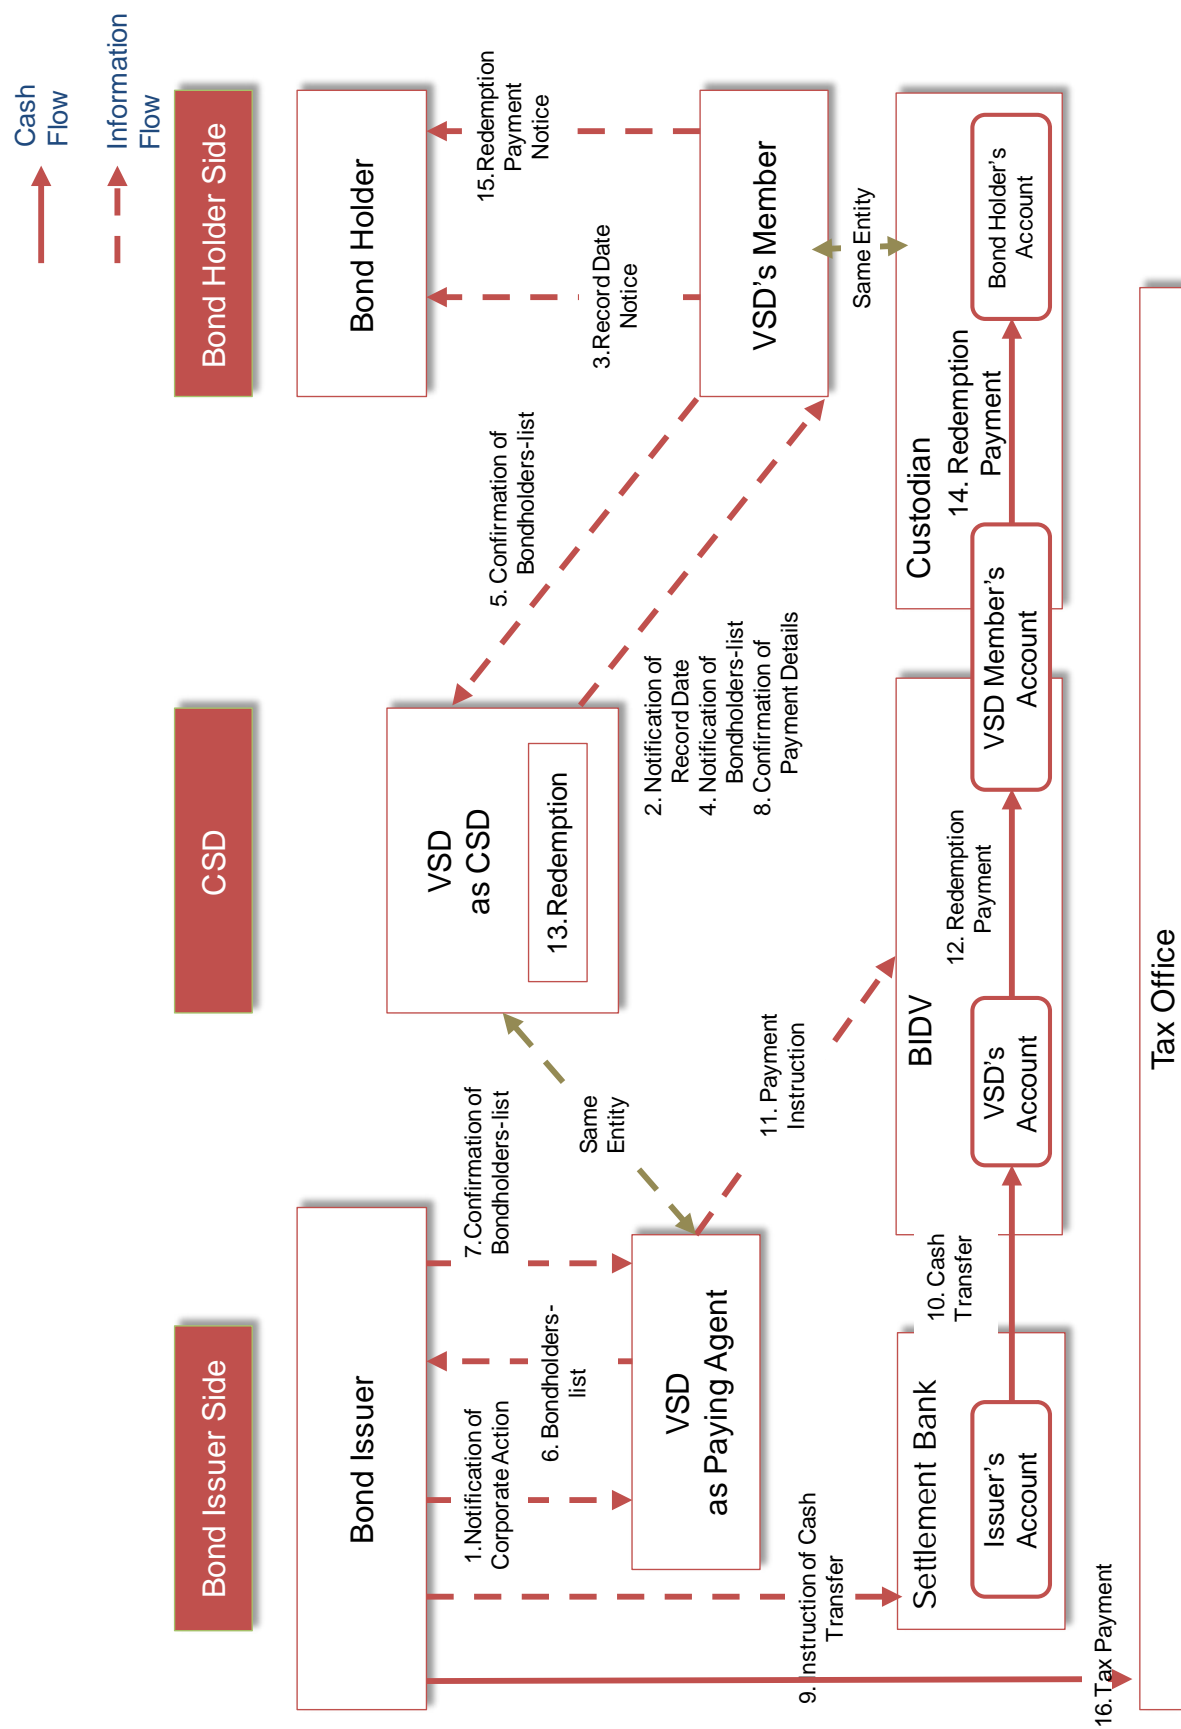 Cash
Flow
Information
Flow
Bond Issuer Side
CSD
Bond Holder Side
Bond Issuer
Bond Holder
1.Notification of
Corporate Action
6. Bondholders-
list
7.Confirmation of
Bondholders-list
VSD
as CSD
13.Redemption
5. Confirmation of
Bondholders-list
3.Record Date
Notice
15.Redemption
Payment
Notice
Same
Entity
2. Notification of
Record Date
4. Notification of
Bondholders-list
8. Confirmation of
Payment Details
VSD
as Paying Agent
VSD's Member
9. Instruction of Cash
Transfer
11. Payment
Instruction
Same Entity
Settlement Bank
10. Cash
Transfer
BIDV
12. Redemption
Payment
Custodian
14. Redemption
Payment
Issuer's
Account
VSD's
Account
VSD Member's
Account
Bond Holder's
Account
16.Tax Payment
Tax Office